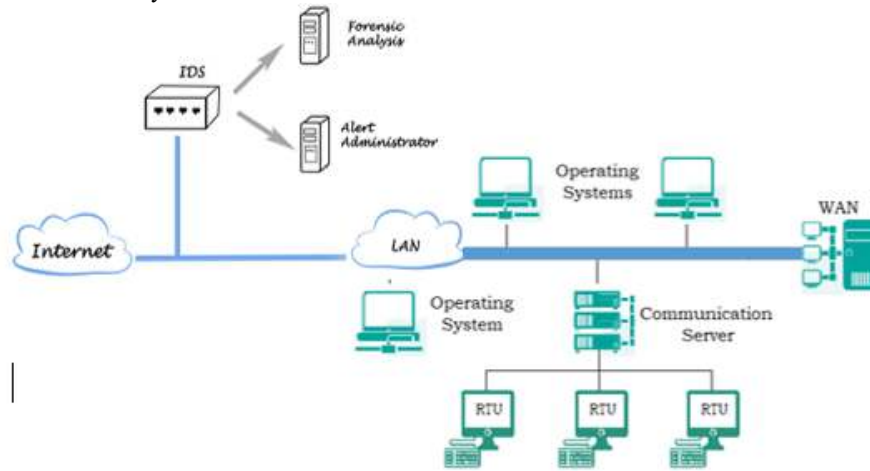 Forensic
Analysis
IDS
Alert
Administrator
Operating
Systems
WAN
Internet
LAN
Operating
System
Communication
Server
RTU
RTU
RTU